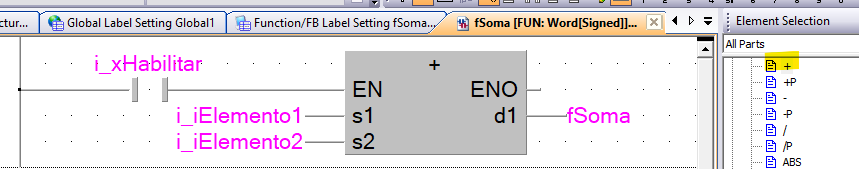 ctur...
Global Label Setting Global1
Function/FB Label Setting fSoma...
fSoma [FUN: Word[Signed]]...
Element Selection
All Parts
i_xHabilitar
+
EN
ENO
i_iElemento1
s1
d1
fSoma
i_iElemento2
s2
+
+P
-
-P
/
/P
ABS